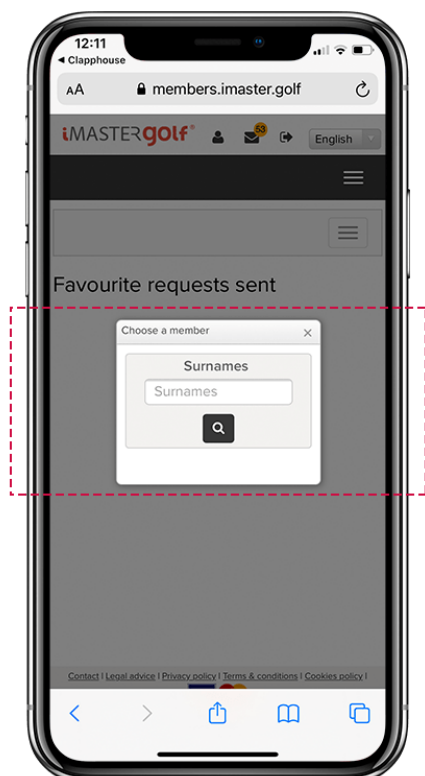 12:11
◀ Clapphouse
AA members.imaster.golf
iMASTERgolf® 53 English
Favourite requests sent
Choose a member ×
Surnames
Surnames
Contact | Legal advice | Privacy policy | Terms & conditions | Cookies policy |